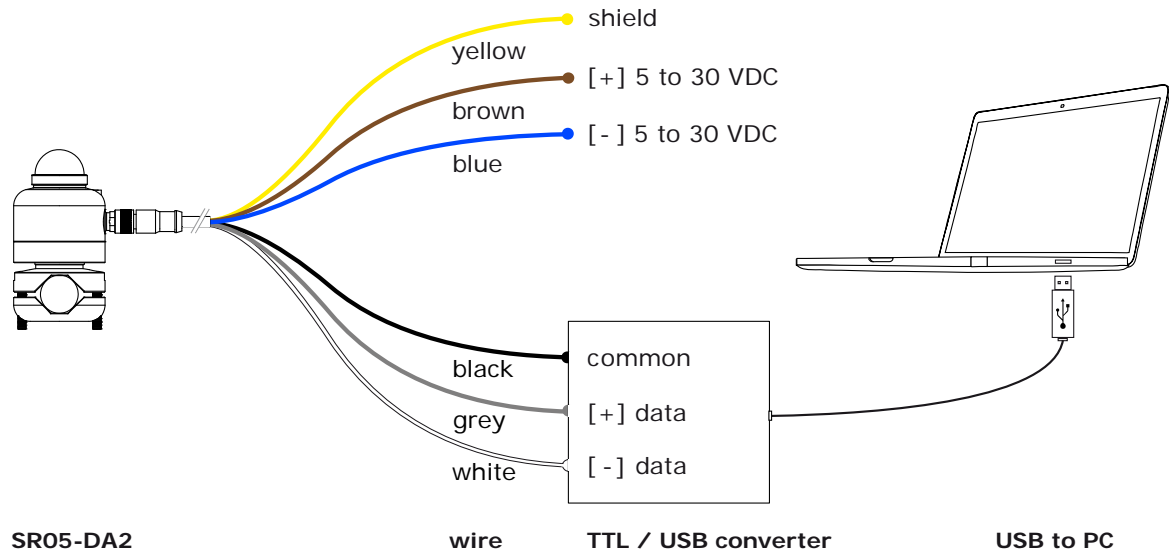 shield
yellow
[+] 5 to 30 VDC
brown
[-] 5 to 30 VDC
blue
black
common
grey
[+] data
white
[-] data
SR05-DA2 wire TTL / USB converter USB to PC